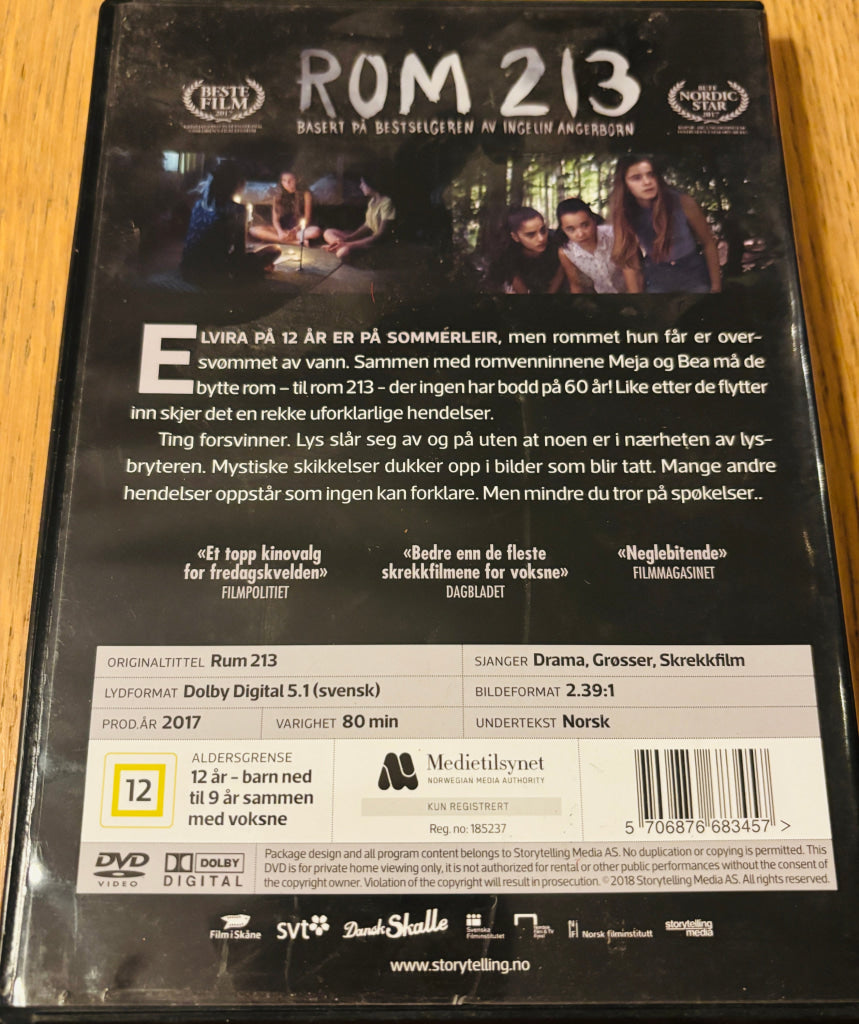 ROM 213
BASERT PÅ BESTSELGEREN AV INGELIN ANGERBORN
BESTE
FILM
2017
BUFF
NORDIC
STAR
2017
ELVIRA PÅ 12 ÅR ER PÅ SOMMERLEIR, men rommet hun får er over-
svømmet av vann. Sammen med romvenninnene Meja og Bea må de
bytte rom – til rom 213 – der ingen har bodd på 60 år! Like etter de flytter
inn skjer det en rekke uforklarlige hendelser.
Ting forsvinner. Lys slår seg av og på uten at noen er i nærheten av lys-
bryteren. Mystiske skikkelser dukker opp i bilder som blir tatt. Mange andre
hendelser oppstår som ingen kan forklare. Men mindre du tror på spøkelser..
«Et topp kinovalg
for fredagskvelden»
FILMPOLITIET
«Bedre enn de fleste
skrekkfilmene for voksne»
DAGBLADET
«Neglebitende»
FILMMAGASINET
ORIGINALTITTEL Rum 213
SJANGER Drama, Grøsser, Skrekkfilm
LYDFORMAT Dolby Digital 5.1 (svensk)
BILDEFORMAT 2.39:1
PROD.ÅR 2017
VARIGHET 80 min
UNDERTEKST Norsk
12
ALDERSGRENSE
12 år – barn ned
til 9 år sammen
med voksne
Medietilsynet
NORWEGIAN MEDIA AUTHORITY
KUN REGISTRERT
Reg. no: 185237
5 706876 683457 >
DVD
VIDEO
DOLBY
DIGITAL
Package design and all program content belongs to Storytelling Media AS. No duplication or copying is permitted. This
DVD is for private home viewing only, it is not authorized for rental or other public performances without the consent of
the copyright owner. Violation of the copyright will result in prosecution. ©2018 Storytelling Media AS. All rights reserved.
Film i Skåne
svt
Dansk Skalle
Svenska
Filminstitutet
Norsk filminstitutt
storytelling
media
www.storytelling.no